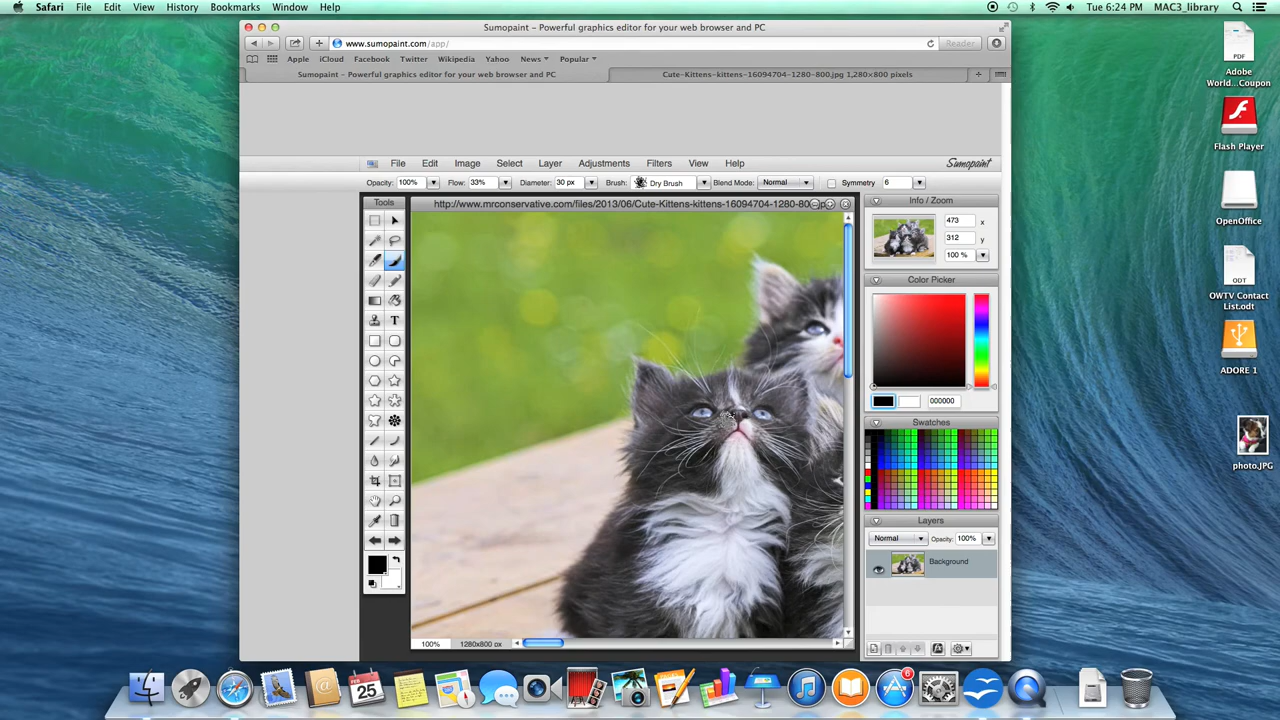 Safari File Edit View History Bookmarks Window Help Tue 6:24 PM MAC3_library
Sumopaint – Powerful graphics editor for your web browser and PC
www.sumopaint.com/app/ Reader
Apple iCloud Facebook Twitter Wikipedia Yahoo News Popular
Sumopaint – Powerful graphics editor for your web browser and PC Cute-Kittens-kittens-16094704-1280-800.jpg 1,280×800 pixels
File Edit Image Select Layer Adjustments Filters View Help Sumopaint
Opacity: 100% Flow: 33% Diameter: 30 px Brush: Dry Brush Blend Mode: Normal Symmetry 6
Tools
http://www.mrconservative.com/files/2013/06/Cute-Kittens-kittens-16094704-1280-80
Info / Zoom
473 x
312 y
100 %
Color Picker
000000
Swatches
Layers
Normal Opacity: 100%
Background
T
100% 1280x800 px
PDF
Adobe
World...Coupon
Flash Player
OpenOffice
ODT
OWTV Contact
List.odt
ADORE 1
photo.JPG
FEB
25
6